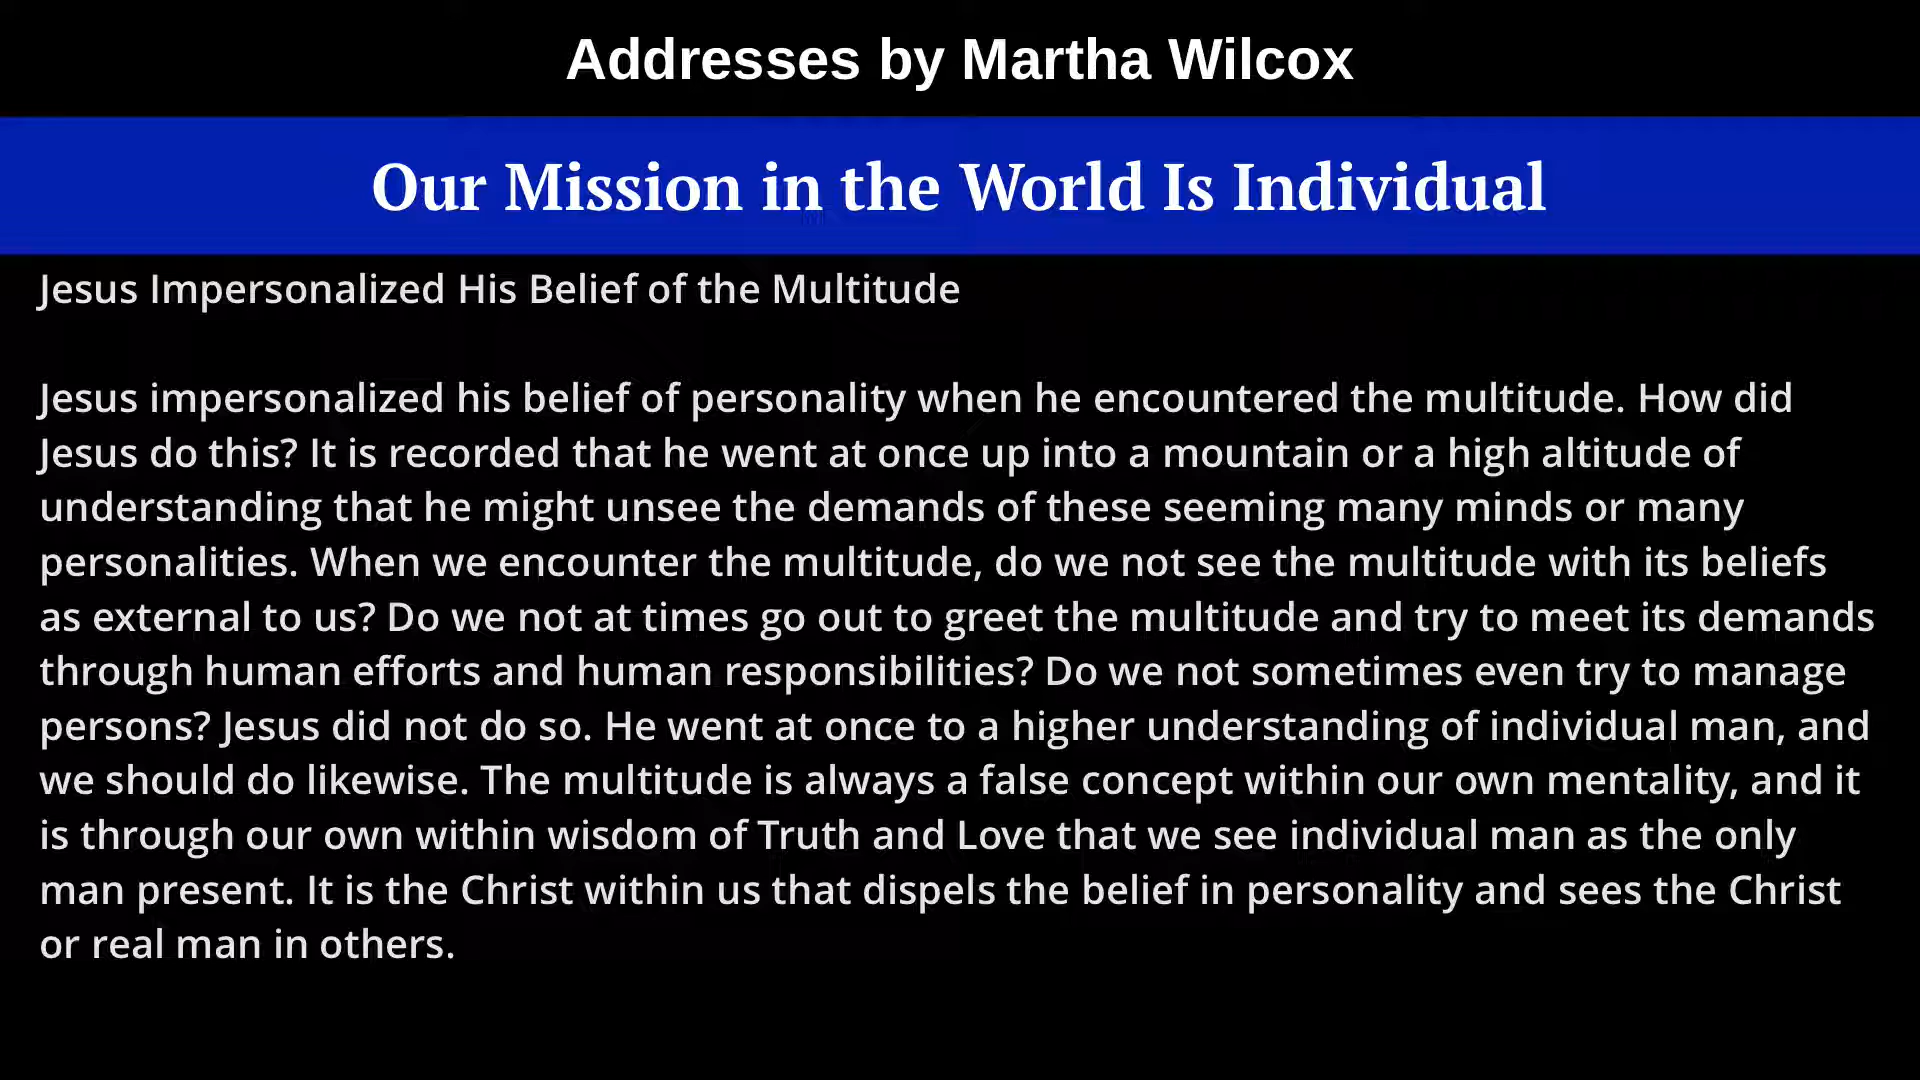 Addresses by Martha Wilcox
Our Mission in the World Is Individual
Jesus Impersonalized His Belief of the Multitude
Jesus impersonalized his belief of personality when he encountered the multitude. How did
Jesus do this? It is recorded that he went at once up into a mountain or a high altitude of
understanding that he might unsee the demands of these seeming many minds or many
personalities. When we encounter the multitude, do we not see the multitude with its beliefs
as external to us? Do we not at times go out to greet the multitude and try to meet its demands
through human efforts and human responsibilities? Do we not sometimes even try to manage
persons? Jesus did not do so. He went at once to a higher understanding of individual man, and
we should do likewise. The multitude is always a false concept within our own mentality, and it
is through our own within wisdom of Truth and Love that we see individual man as the only
man present. It is the Christ within us that dispels the belief in personality and sees the Christ
or real man in others.